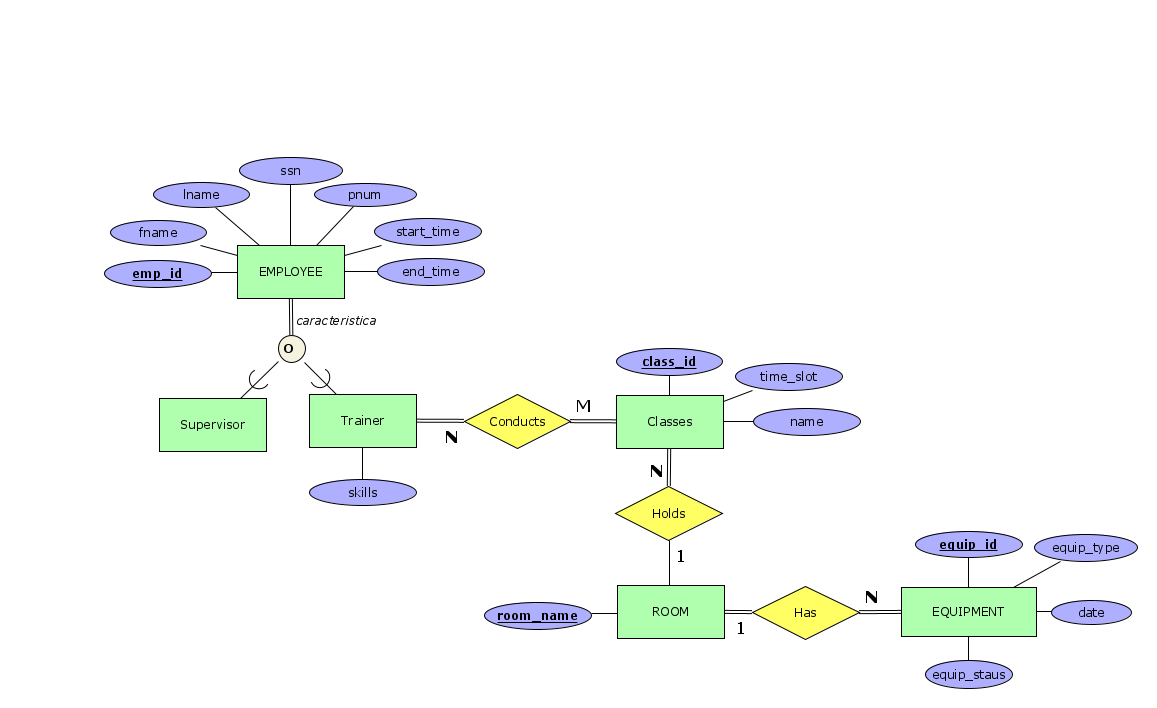 ssn
lname
pnum
fname
start_time
emp_id
EMPLOYEE
end_time
caracteristica
O
class_id
time_slot
Supervisor
Trainer
N
Conducts
M
Classes
name
skills
N
Holds
1
equip_id
equip_type
room_name
ROOM
1
Has
N
EQUIPMENT
date
equip_staus